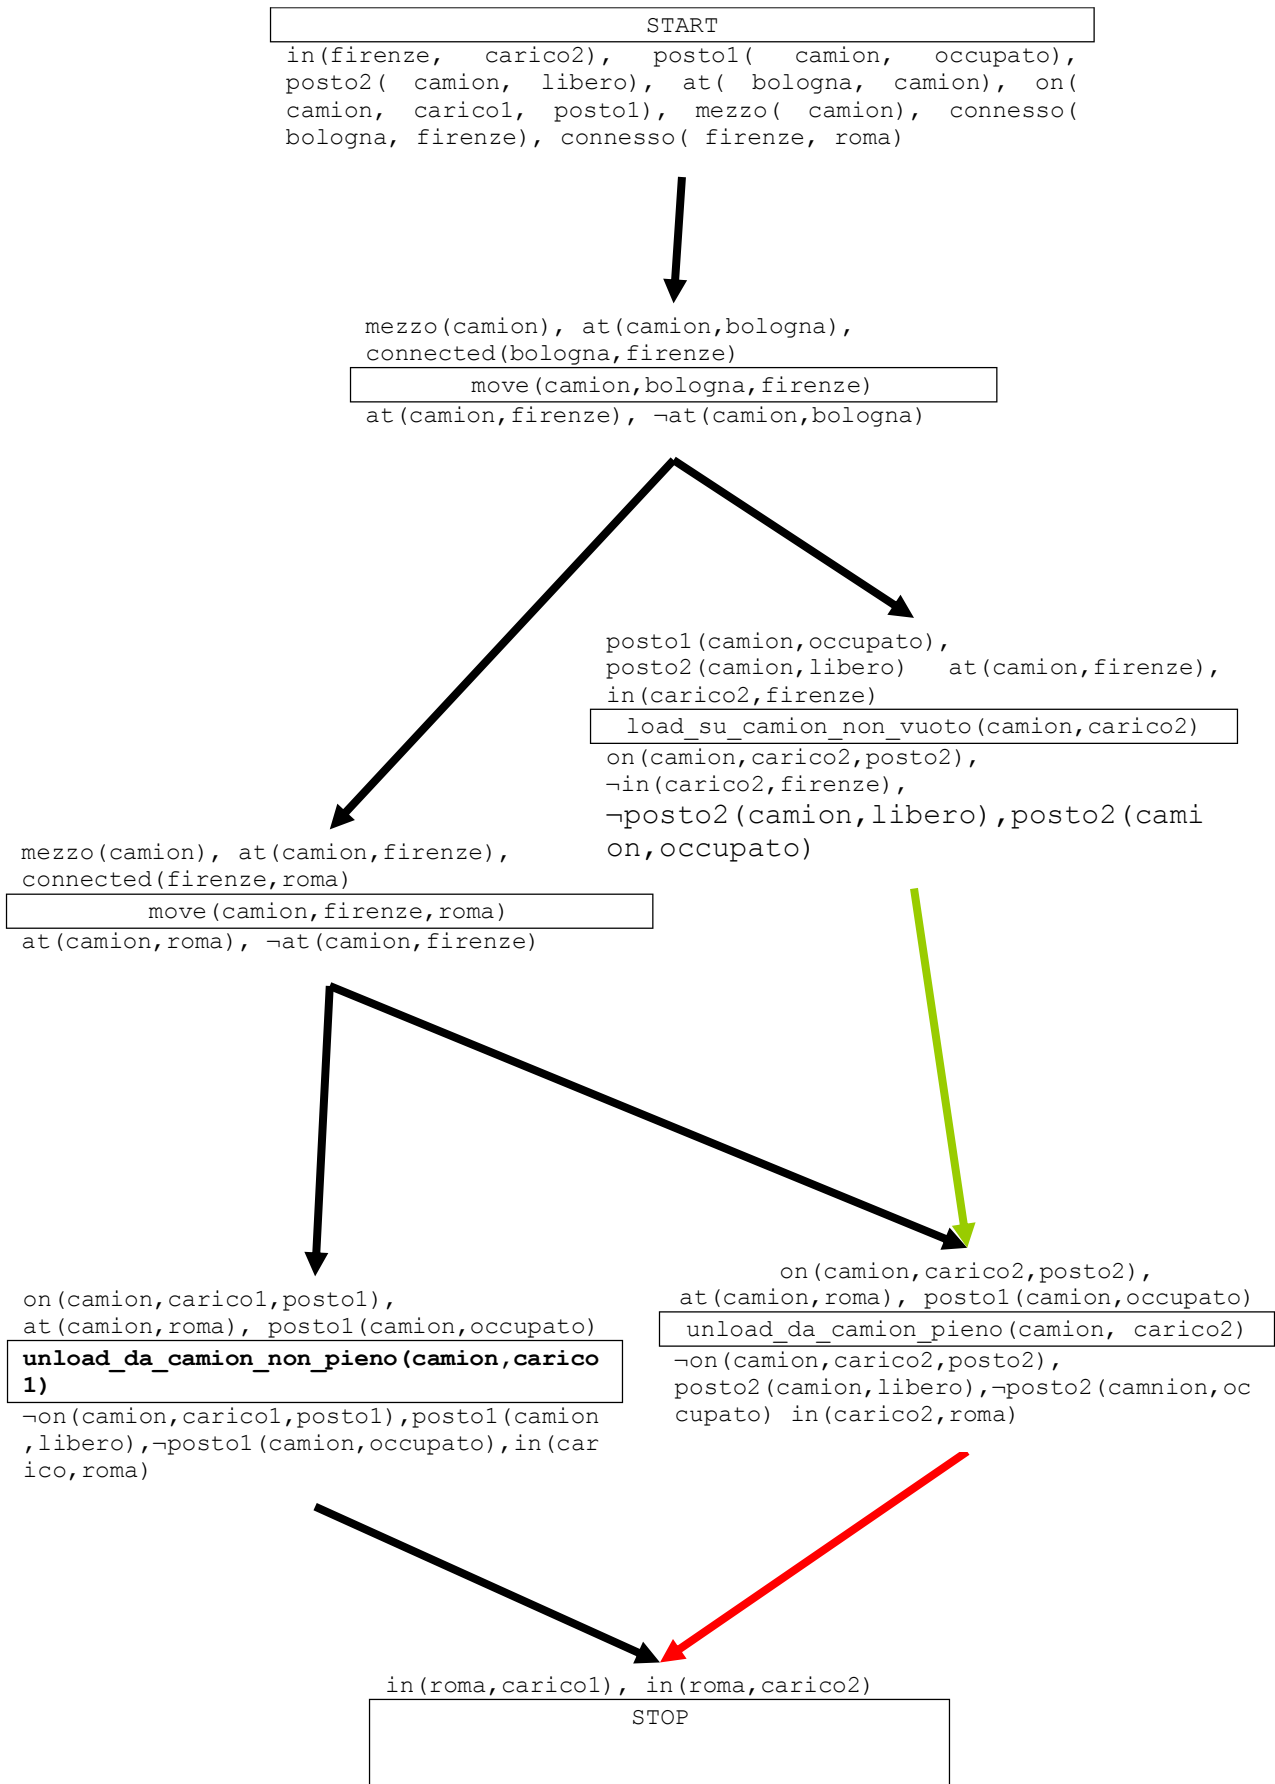 START
in(firenze, carico2), posto1( camion, occupato),
posto2( camion, libero), at( bologna, camion), on(
camion, carico1, posto1), mezzo( camion), connesso(
bologna, firenze), connesso( firenze, roma)
mezzo(camion), at(camion,bologna),
connected(bologna,firenze)
move(camion,bologna,firenze)
at(camion,firenze), ¬at(camion,bologna)
posto1(camion,occupato),
posto2(camion,libero) at(camion,firenze),
in(carico2,firenze)
load_su_camion_non_vuoto(camion,carico2)
on(camion,carico2,posto2),
¬in(carico2,firenze),
¬posto2(camion,libero),posto2(cami
on,occupato)
mezzo(camion), at(camion,firenze),
connected(firenze,roma)
move(camion,firenze,roma)
at(camion,roma), ¬at(camion,firenze)
on(camion,carico1,posto1),
at(camion,roma), posto1(camion,occupato)
unload_da_camion_non_pieno(camion,carico
1)
¬on(camion,carico1,posto1),posto1(camion
,libero),¬posto1(camion,occupato),in(car
ico,roma)
on(camion,carico2,posto2),
at(camion,roma), posto1(camion,occupato)
unload_da_camion_pieno(camion, carico2)
¬on(camion,carico2,posto2),
posto2(camion,libero),¬posto2(camnion,oc
cupato) in(carico2,roma)
in(roma,carico1), in(roma,carico2)
STOP